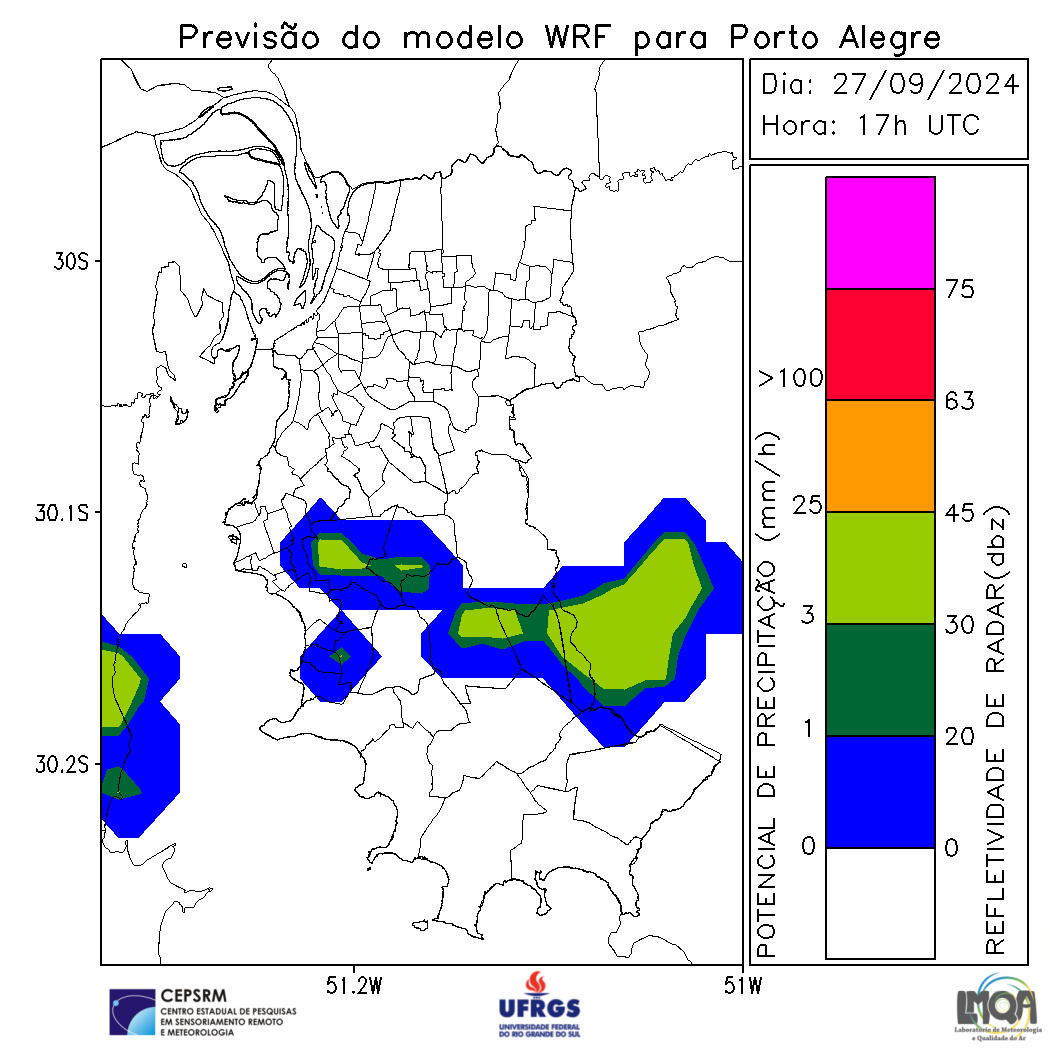 Previsão do modelo WRF para Porto Alegre
Dia: 27/09/2024
Hora: 17h UTC
30S
30.1S
30.2S
51.2W
51W
POTENCIAL DE PRECIPITAÇÃO (mm/h)
>100
25
3
1
0
75
63
45
30
20
0
REFLETIVIDADE DE RADAR(dbz)
CEPSRM
CENTRO ESTADUAL DE PESQUISAS
EM SENSORIAMENTO REMOTO
E METEOROLOGIA
UFRGS
UNIVERSIDADE FEDERAL
DO RIO GRANDE DO SUL
LMQA
Laboratório de Meteorologia
e Qualidade do Ar